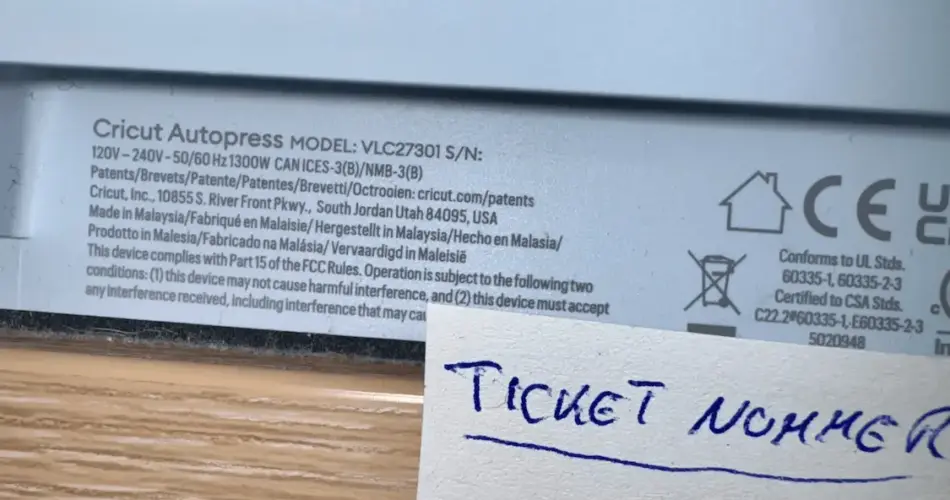 Cricut Autopress MODEL: VLC27301 S/N:
120V – 240V - 50/60 Hz 1300W CAN ICES-3(B)/NMB-3(B)
Patents/Brevets/Patente/Patentes/Brevetti/Octrooien: cricut.com/patents
Cricut, Inc., 10855 S. River Front Pkwy., South Jordan Utah 84095, USA
Made in Malaysia/Fabriqué en Malaisie/ Hergestellt in Malaysia/Hecho en Malasia/
Prodotto in Malesia/Fabricado na Malásia/ Vervaardigd in Maleisië
This device complies with Part 15 of the FCC Rules. Operation is subject to the following two
conditions: (1) this device may not cause harmful interference, and (2) this device must accept
any interference received, including interference that may
CE
Conforms to UL Stds.
60335-1, 60335-2-3
Certified to CSA Stds.
C22.2#60335-1, E60335-2-3
5020948
TICKET NUMMER